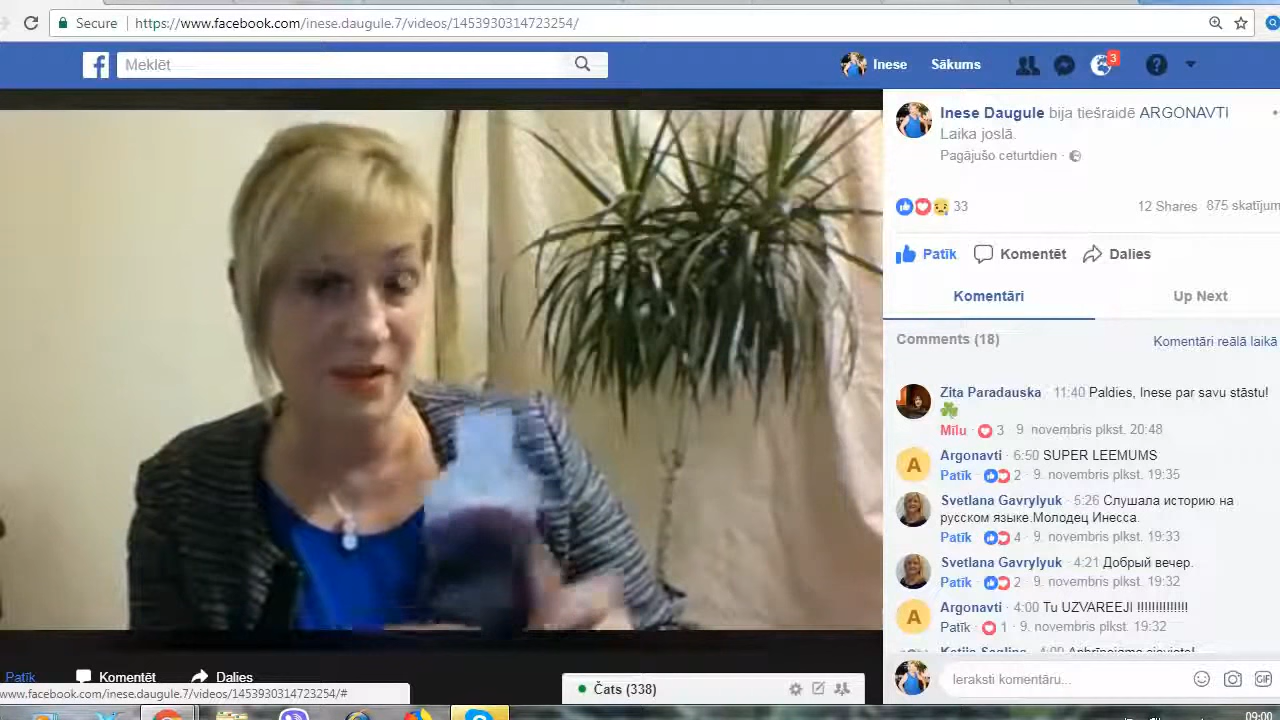 Secure https://www.facebook.com/inese.daugule.7/videos/1453930314723254/
f Meklēt Inese Sākums 3
Inese Daugule bija tiešraidē ARGONAVTI
Laika joslā.
Pagājušo ceturtdien ·
33 12 Shares 875 skatījum
Patīk Komentēt Dalies
Komentāri Up Next
Comments (18) Komentāri reālā laikā
Zita Paradauska · 11:40 Paldies, Inese par savu stāstu!
☘
Mīlu · 3 9. novembris plkst. 20:48
A Argonavti · 6:50 SUPER LEEMUMS
Patīk · 2 · 9. novembris plkst. 19:35
Svetlana Gavrylyuk · 5:26 Слушала историю на
русском языке.Молодец Инесса.
Patīk · 4 · 9. novembris plkst. 19:33
Svetlana Gavrylyuk · 4:21 Добрый вечер.
Patīk · 2 · 9. novembris plkst. 19:32
A Argonavti · 4:00 Tu UZVAREEJI !!!!!!!!!!!!!!
Patīk · 1 · 9. novembris plkst. 19:32
Ieraksti komentāru... GIF
Patīk Komentēt Dalies
www.facebook.com/inese.daugule.7/videos/1453930314723254/#
Čats (338)
09:00